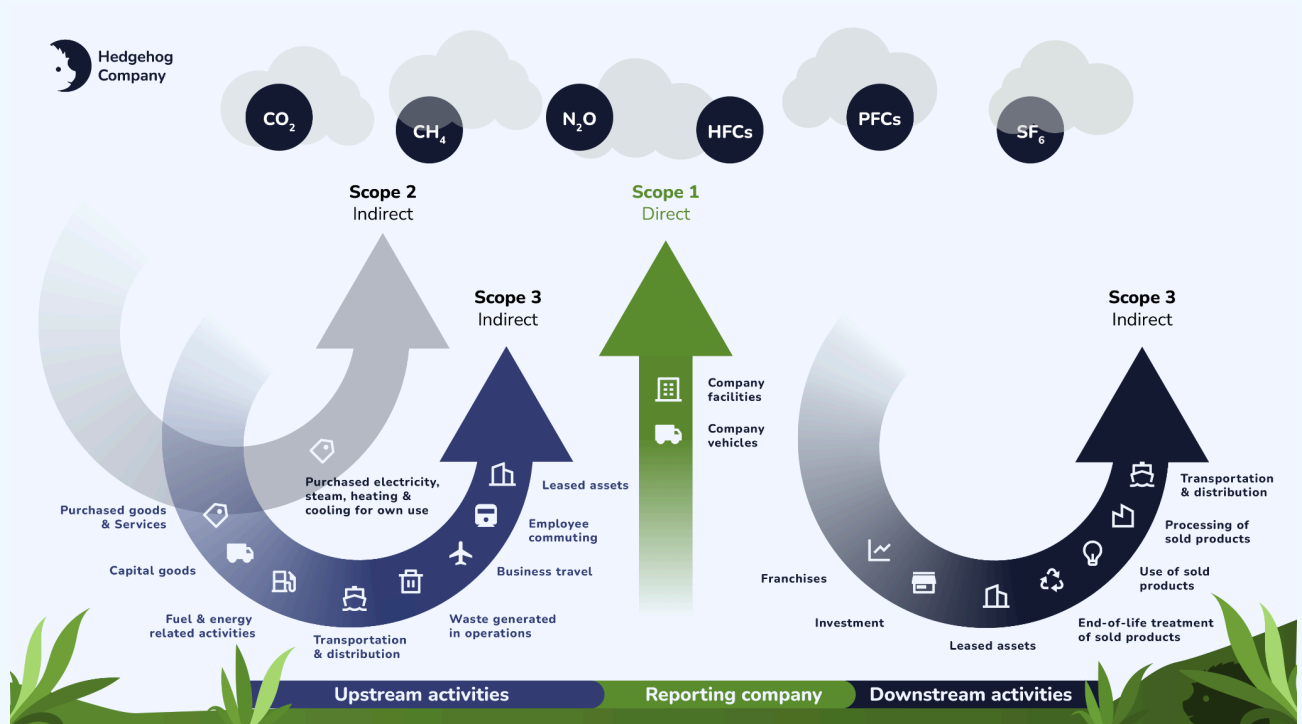 Hedgehog
Company
CO2
CH4
N2O
HFCs
PFCs
SF6
Scope 2
Indirect
Scope 1
Direct
Scope 3
Indirect
Scope 3
Indirect
Company
facilities
Company
vehicles
Purchased electricity,
steam, heating &
cooling for own use
Purchased goods
& Services
Capital goods
Fuel & energy
related activities
Transportation
& distribution
Waste generated
in operations
Business travel
Employee
commuting
Leased assets
Franchises
Investment
Leased assets
End-of-life treatment
of sold products
Use of sold
products
Processing of
sold products
Transportation
& distribution
Upstream activities
Reporting company
Downstream activities